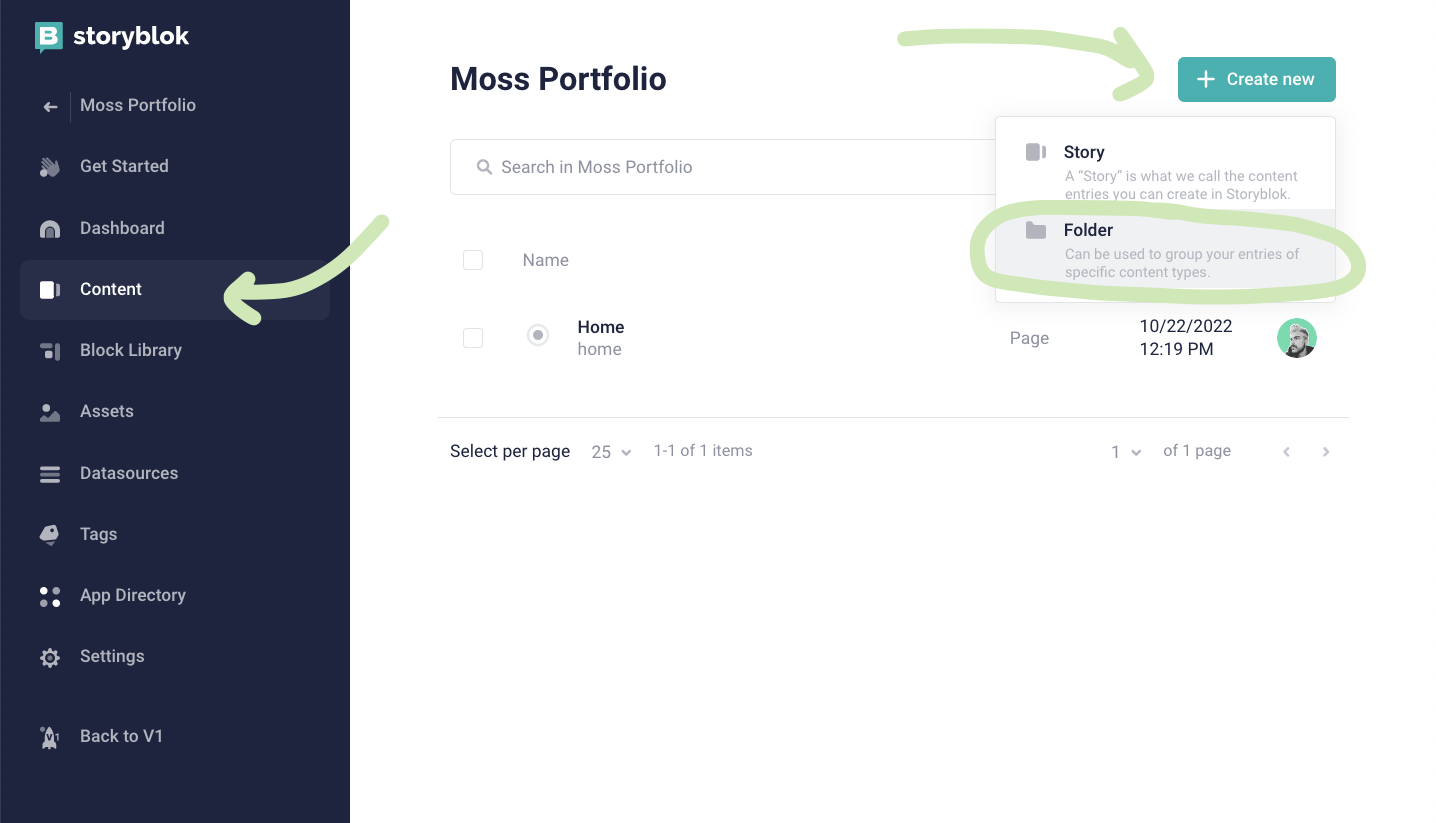 storyblok
Moss Portfolio
Get Started
Dashboard
Content
Block Library
Assets
Datasources
Tags
App Directory
Settings
V1
Back to V1
Moss Portfolio
Create new
Search in Moss Portfolio
Story
A “Story” is what we call the content
entries you can create in Storyblok.
Folder
Can be used to group your entries of
specific content types.
Name
Home
home
Page
10/22/2022
12:19 PM
Select per page 25 1-1 of 1 items 1 of 1 page